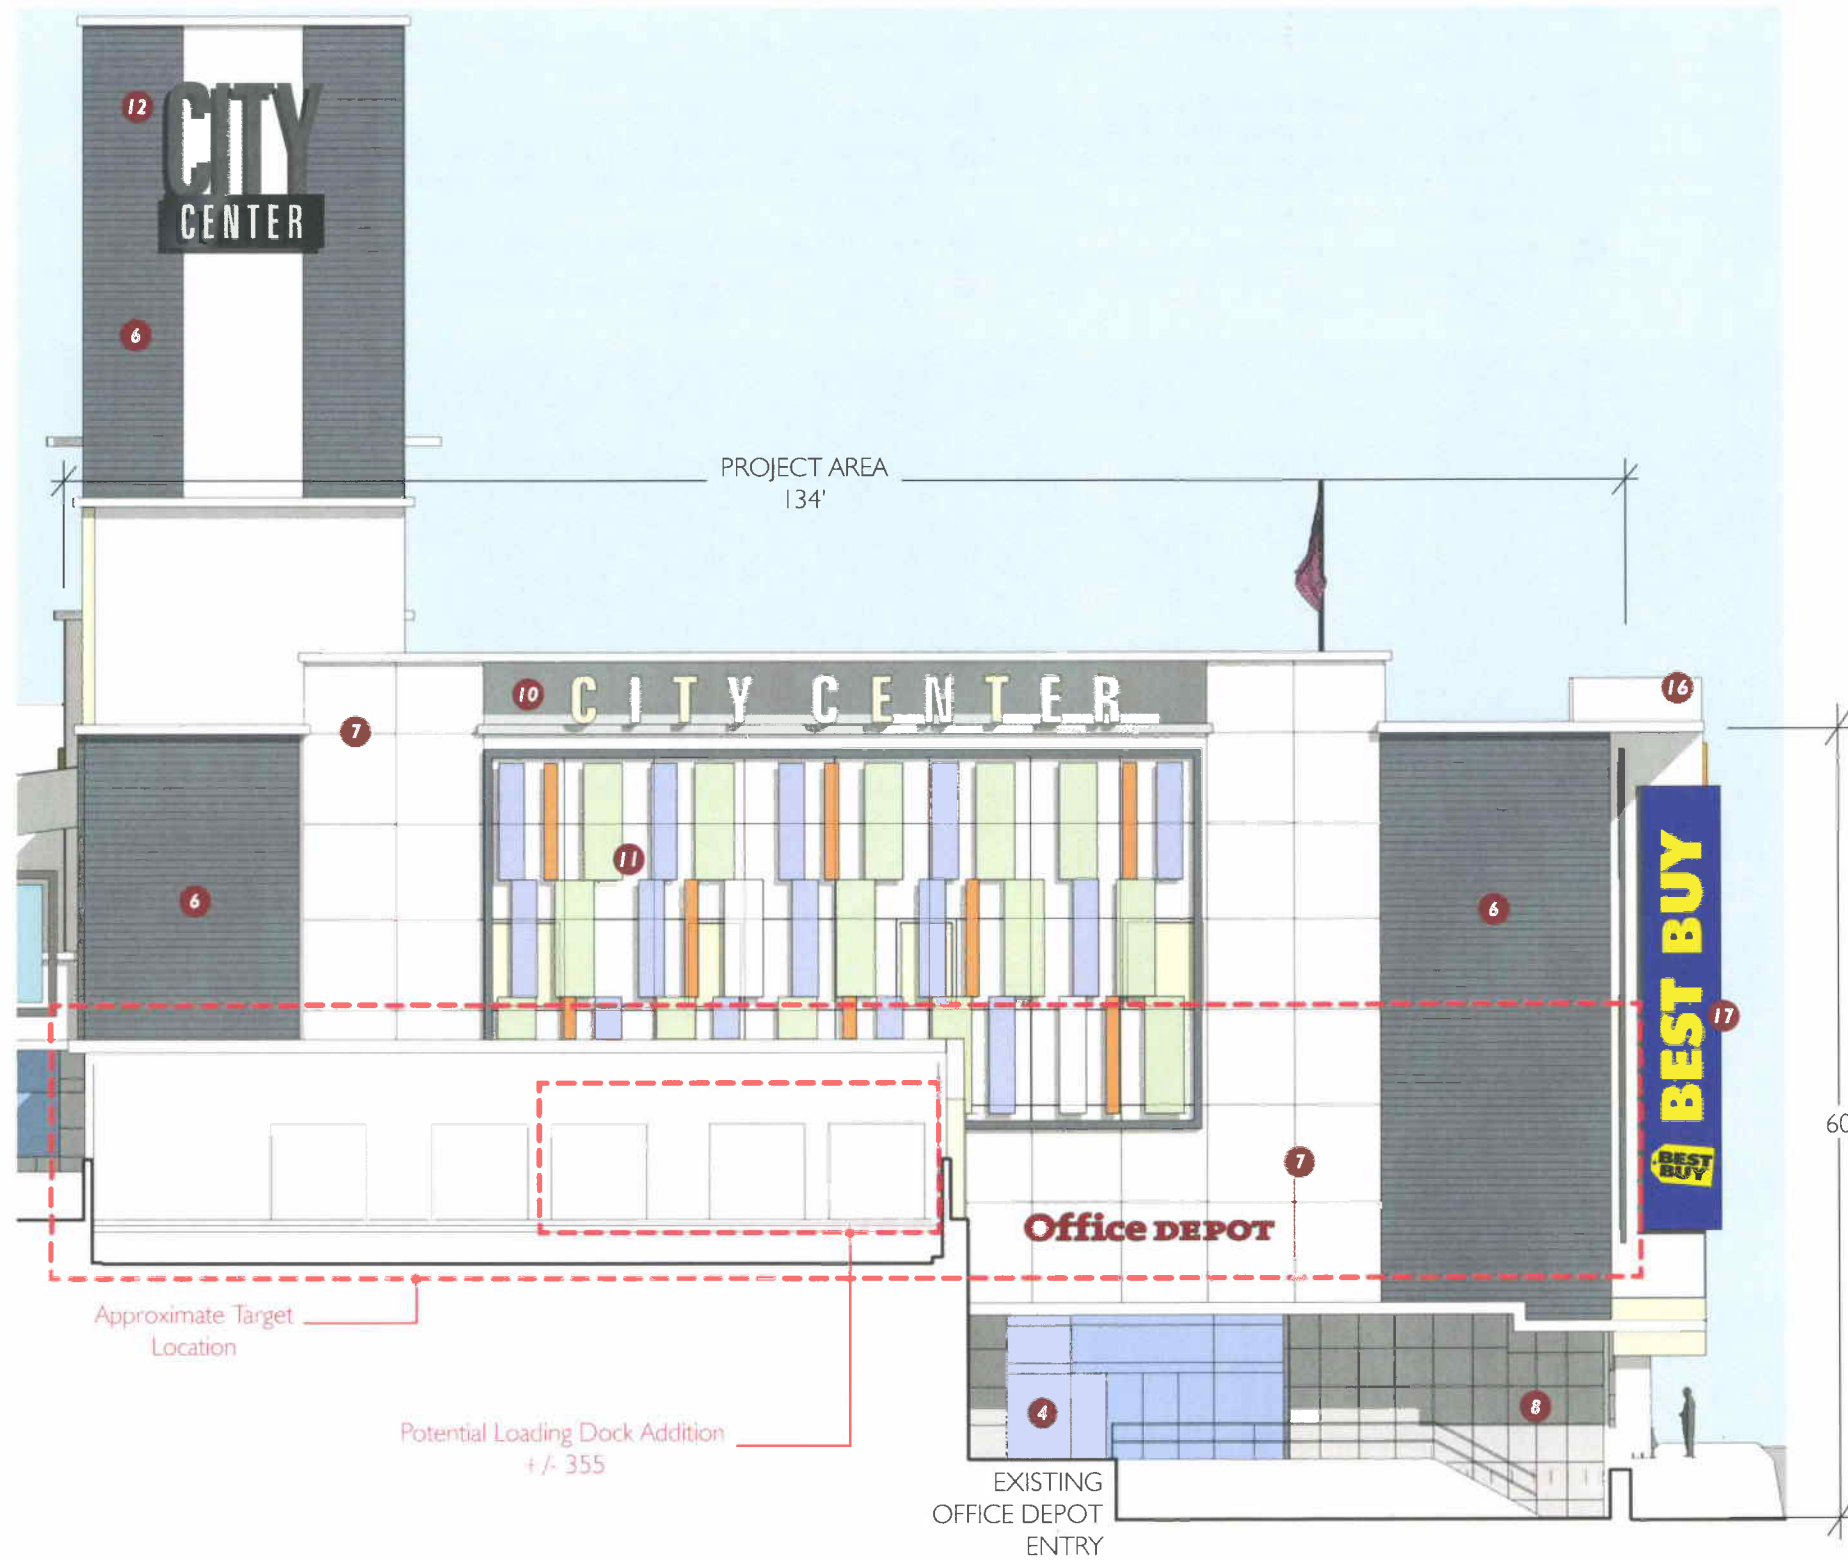 12
CITY
CENTER
6
PROJECT AREA
134'
10
CITY CENTER
16
7
11
6
6
BEST BUY
17
60
BEST
BUY
7
Office DEPOT
Approximate Target
Location
4
8
Potential Loading Dock Addition
+/- 355
EXISTING
OFFICE DEPOT
ENTRY